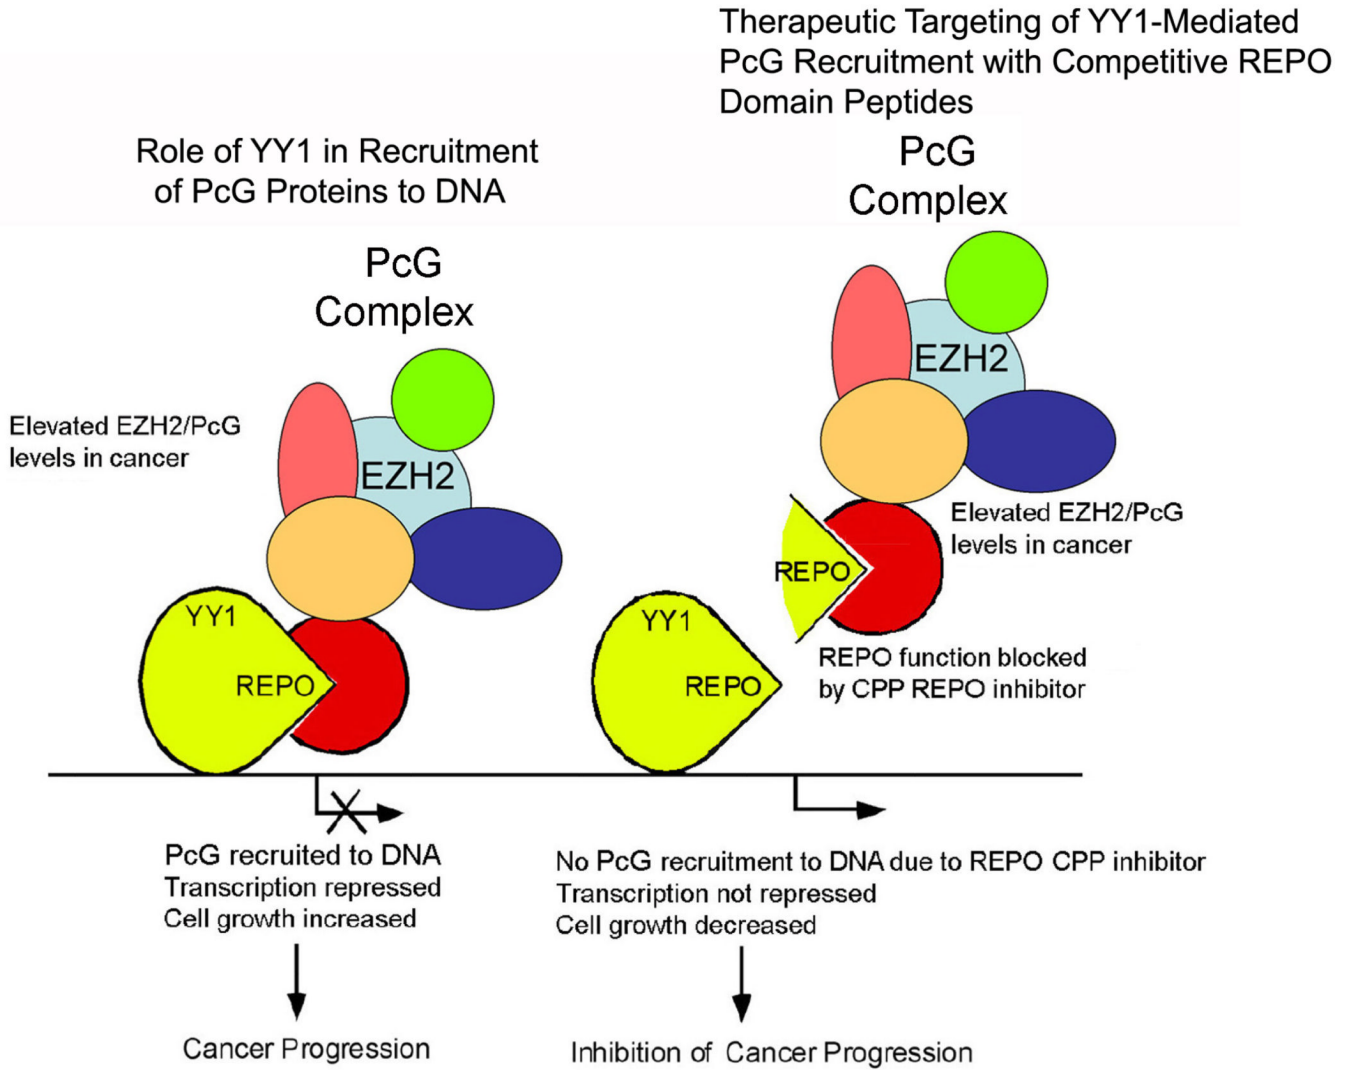 Role of YY1 in Recruitment
of PcG Proteins to DNA
PcG
Complex
Elevated EZH2/PcG
levels in cancer
EZH2
YY1
REPO
PcG recruited to DNA
Transcription repressed
Cell growth increased
Cancer Progression
Therapeutic Targeting of YY1-Mediated
PcG Recruitment with Competitive REPO
Domain Peptides
PcG
Complex
EZH2
Elevated EZH2/PcG
levels in cancer
REPO
YY1
REPO
REPO function blocked
by CPP REPO inhibitor
No PcG recruitment to DNA due to REPO CPP inhibitor
Transcription not repressed
Cell growth decreased
Inhibition of Cancer Progression